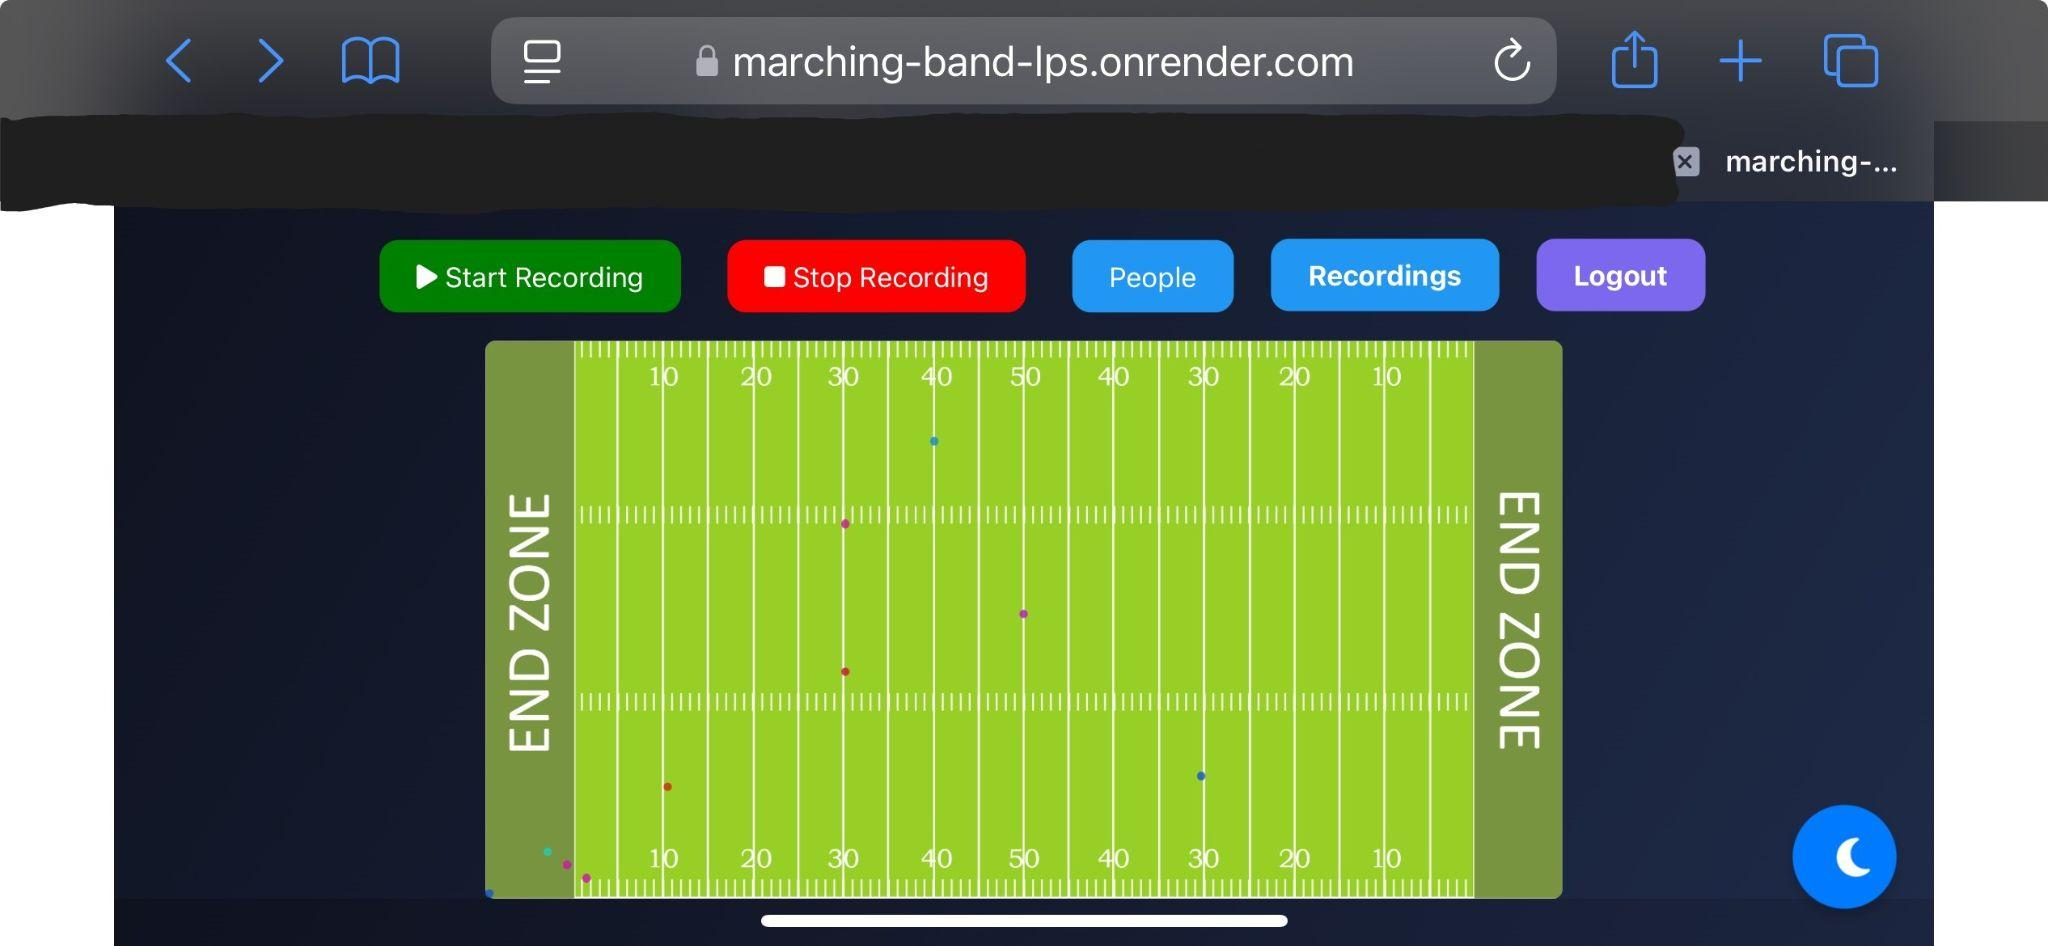 marching-band-lps.onrender.com
marching-...
Start Recording
Stop Recording
People
Recordings
Logout
10 20 30 40 50 40 30 20 10
END ZONE
END ZONE
10 20 30 40 50 40 30 20 10